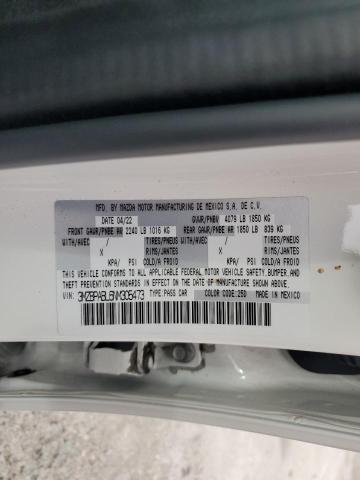 MFD. BY MAZDA MOTOR MANUFACTURING DE MEXICO S.A. DE C.V.
DATE 04/22 GVWR/PNBV 4079 LB 1850 KG
FRONT GAWR/PNBE AV 2240 LB 1016 KG REAR GAWR/PNBE AR 1850 LB 839 KG
WITH/AVEC TIRES/PNEUS WITH/AVEC TIRES/PNEUS
/ RIMS/JANTES / RIMS/JANTES
KPA/ PSI COLD/A FROID KPA/ PSI COLD/A FROID
THIS VEHICLE CONFORMS TO ALL APPLICABLE FEDERAL MOTOR VEHICLE SAFETY,BUMPER,AND
THEFT PREVENTION STANDARDS IN EFFECT ON THE DATE OF MANUFACTURE SHOWN ABOVE.
VIN: TYPE:PASS CAR COLOR CODE:25D MADE IN MEXICO